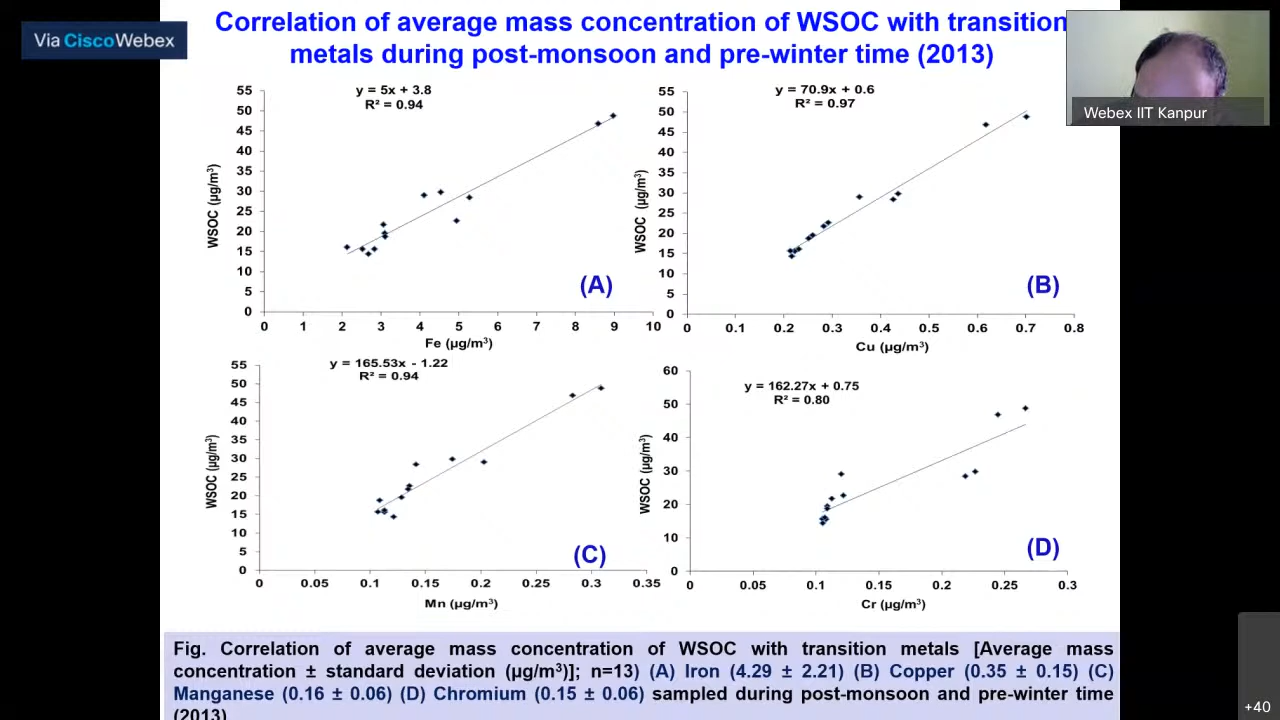 Correlation of average mass concentration of WSOC with transition
metals during post-monsoon and pre-winter time (2013)
Via CiscoWebex
Webex IIT Kanpur
y = 5x + 3.8
R² = 0.94
55
50
45
40
35
30
25
20
15
10
5
0
WSOC (µg/m³)
0 1 2 3 4 5 6 7 8 9 10
Fe (µg/m³)
(A)
y = 70.9x + 0.6
R² = 0.97
55
50
45
40
35
30
25
20
15
10
5
0
WSOC (µg/m³)
0 0.1 0.2 0.3 0.4 0.5 0.6 0.7 0.8
Cu (µg/m³)
(B)
y = 165.53x - 1.22
R² = 0.94
55
50
45
40
35
30
25
20
15
10
5
0
WSOC (µg/m³)
0 0.05 0.1 0.15 0.2 0.25 0.3 0.35
Mn (µg/m³)
(C)
y = 162.27x + 0.75
R² = 0.80
60
50
40
30
20
10
0
WSOC (µg/m³)
0 0.05 0.1 0.15 0.2 0.25 0.3
Cr (µg/m³)
(D)
Fig. Correlation of average mass concentration of WSOC with transition metals [Average mass
concentration ± standard deviation (µg/m³)]; n=13) (A) Iron (4.29 ± 2.21) (B) Copper (0.35 ± 0.15) (C)
Manganese (0.16 ± 0.06) (D) Chromium (0.15 ± 0.06) sampled during post-monsoon and pre-winter time
(2013)
+40